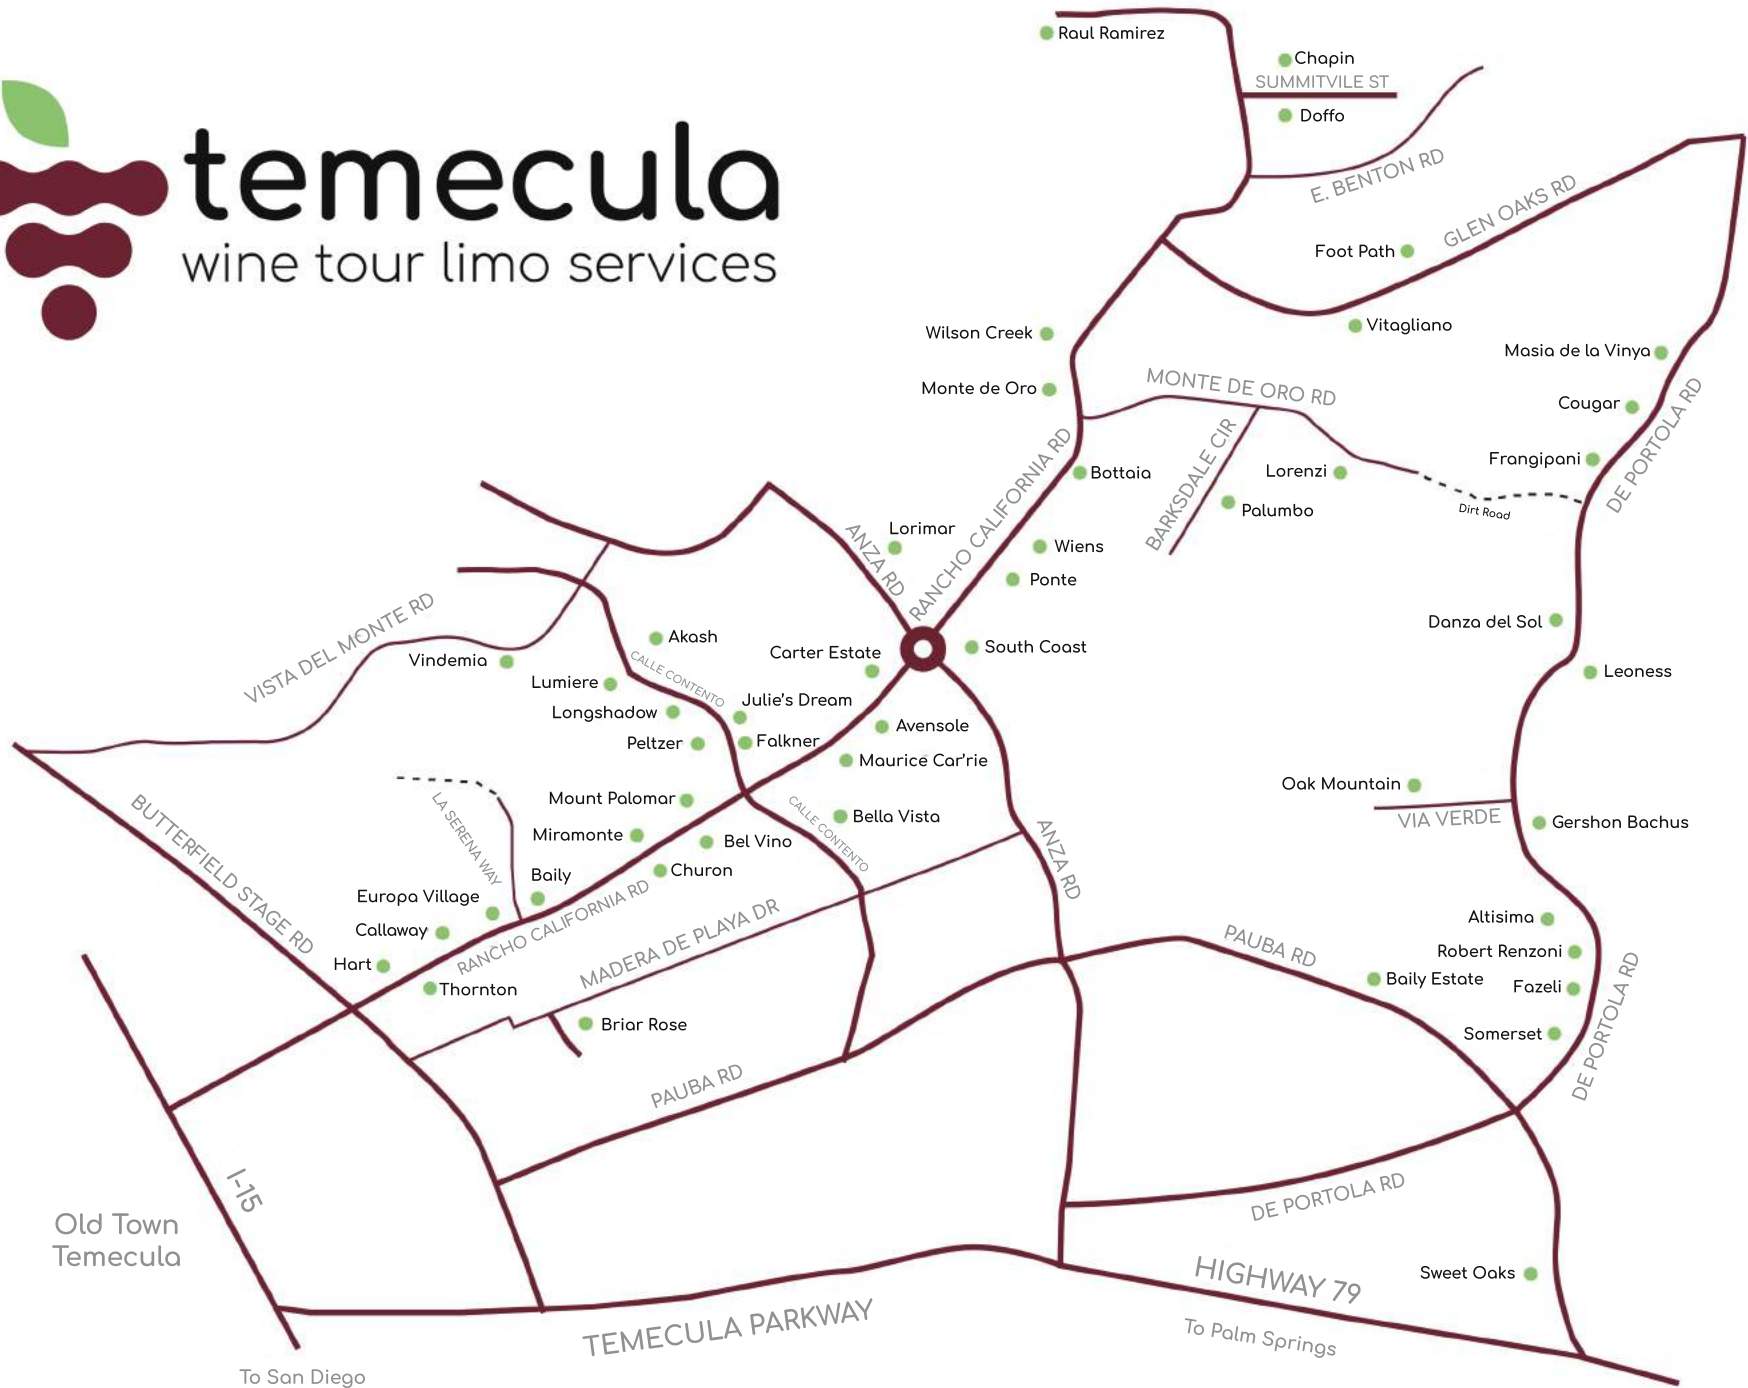 Raul Ramirez
Chapin
SUMMITVILE ST
Doffo
E. BENTON RD
temecula
wine tour limo services
GLEN OAKS RD
Foot Path
Vitagliano
Wilson Creek
Masia de la Vinya
Monte de Oro
MONTE DE ORO RD
Cougar
DE PORTOLA RD
BARKSDALE CIR
Frangipani
Lorenzi
Bottaia
RANCHO CALIFORNIA RD
Palumbo
Dirt Road
Lorimar
ANZA RD
Wiens
Ponte
VISTA DEL MONTE RD
Danza del Sol
Akash
South Coast
Carter Estate
Vindemia
CALLE CONTENTO
Leoness
Lumiere
Julie's Dream
Longshadow
Avensole
Peltzer
Falkner
Maurice Car'rie
Oak Mountain
VIA VERDE
Mount Palomar
Bella Vista
CALLE CONTENTO
Gershon Bachus
Miramonte
Bel Vino
LA SERENA WAY
BUTTERFIELD STAGE RD
Churon
Baily
ANZA RD
Europa Village
RANCHO CALIFORNIA RD
MADERA DE PLAYA DR
Altisima
Callaway
PAUBA RD
Robert Renzoni
Hart
Baily Estate
Fazeli
Thornton
Somerset
DE PORTOLA RD
Briar Rose
PAUBA RD
I-15
DE PORTOLA RD
Old Town
Temecula
HIGHWAY 79
Sweet Oaks
TEMECULA PARKWAY
To Palm Springs
To San Diego